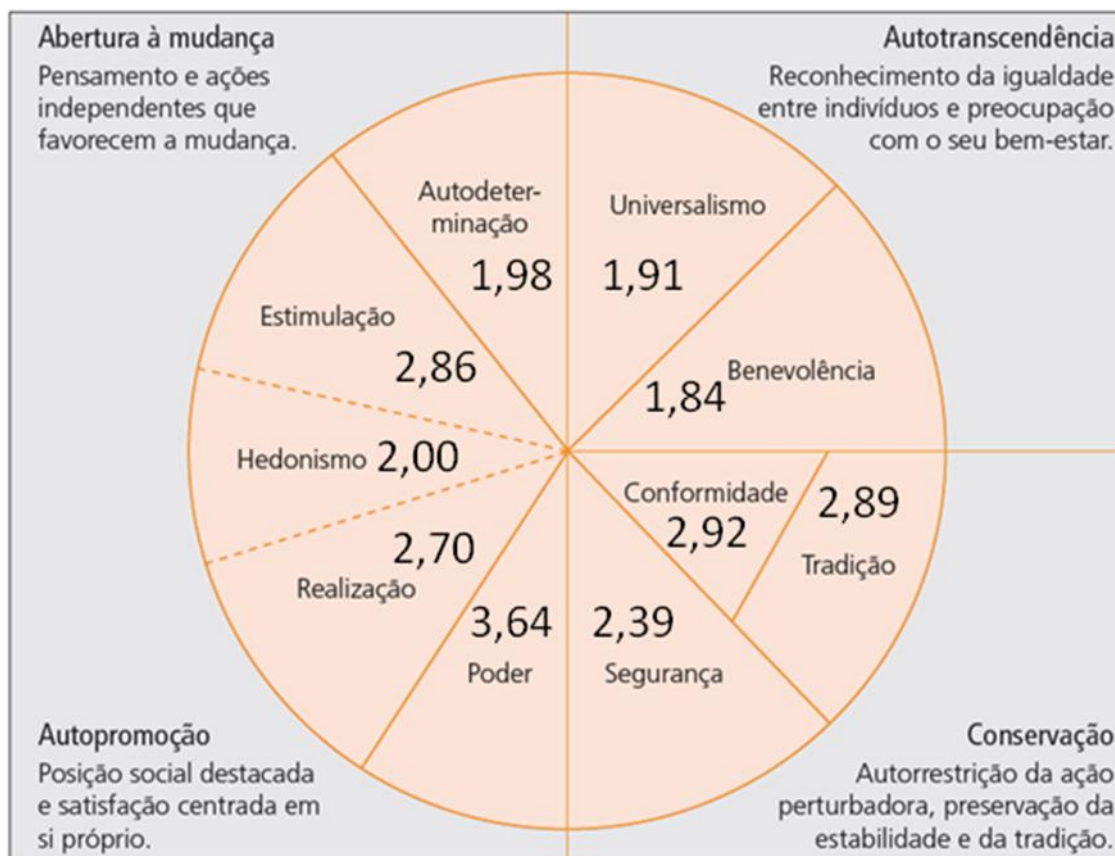 Abertura à mudança
Pensamento e ações
independentes que
favorecem a mudança.
Autotranscendência
Reconhecimento da igualdade
entre indivíduos e preocupação
com o seu bem-estar.
Autodeter-
minação
1,98
Universalismo
1,91
Estimulação
2,86
Benevolência
1,84
Hedonismo 2,00
Conformidade
2,92
2,89
Tradição
2,70
Realização
3,64
Poder
2,39
Segurança
Autopromoção
Posição social destacada
e satisfação centrada em
si próprio.
Conservação
Autorrestrição da ação
perturbadora, preservação da
estabilidade e da tradição.